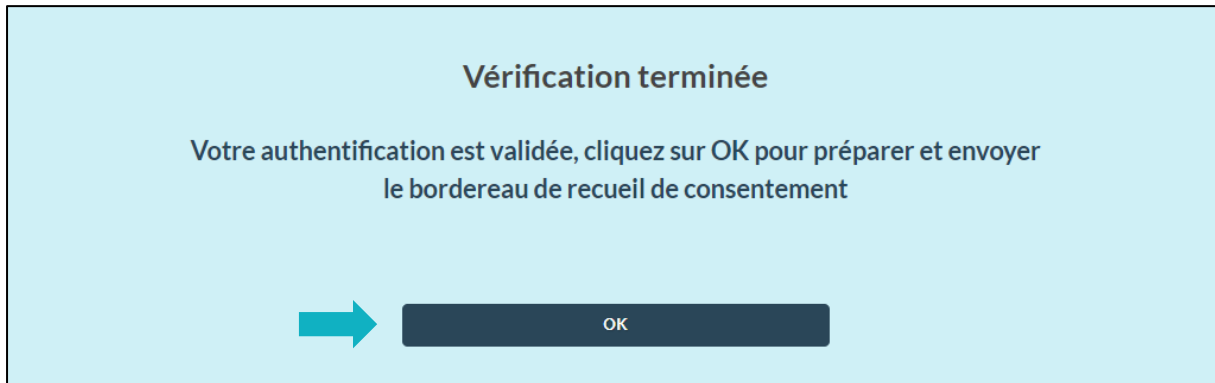 Vérification terminée
Votre authentification est validée, cliquez sur OK pour préparer et envoyer
le bordereau de recueil de consentement
OK